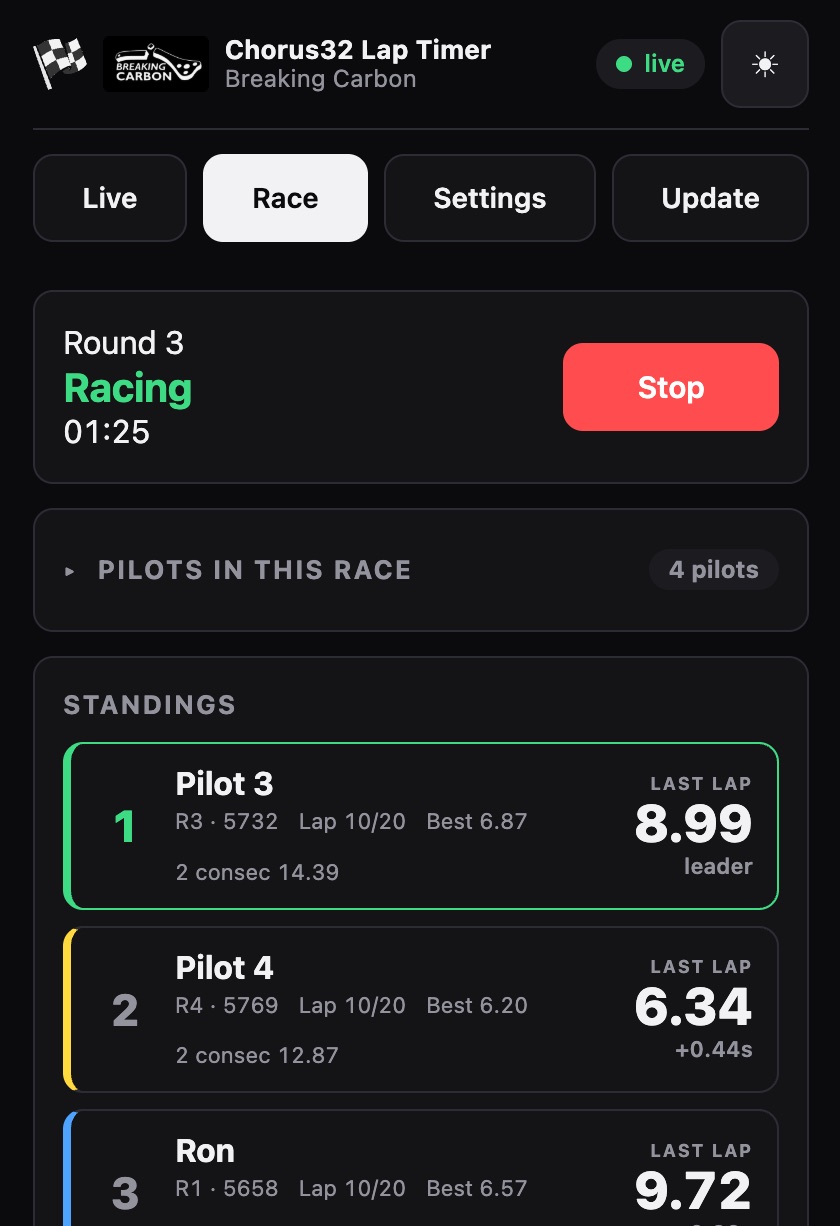 BREAKING
CARBON
Chorus32 Lap Timer
Breaking Carbon
live
Live
Race
Settings
Update
Round 3
Racing
01:25
Stop
PILOTS IN THIS RACE
4 pilots
STANDINGS
1
Pilot 3
R3 · 5732 Lap 10/20 Best 6.87
2 consec 14.39
LAST LAP
8.99
leader
2
Pilot 4
R4 · 5769 Lap 10/20 Best 6.20
2 consec 12.87
LAST LAP
6.34
+0.44s
3
Ron
R1 · 5658 Lap 10/20 Best 6.57
LAST LAP
9.72